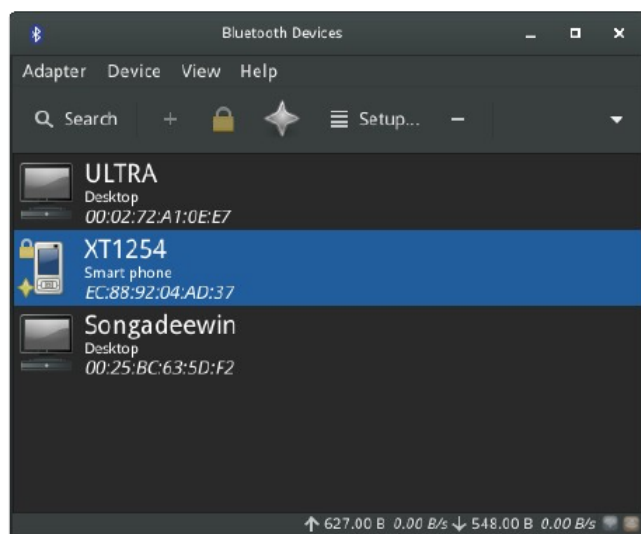 Bluetooth Devices
Adapter Device View Help
Search + Setup... −
ULTRA
Desktop
00:02:72:A1:0E:E7
XT1254
Smart phone
EC:88:92:04:AD:37
Songadeewin
Desktop
00:25:BC:63:5D:F2
627.00 B 0.00 B/s 548.00 B 0.00 B/s